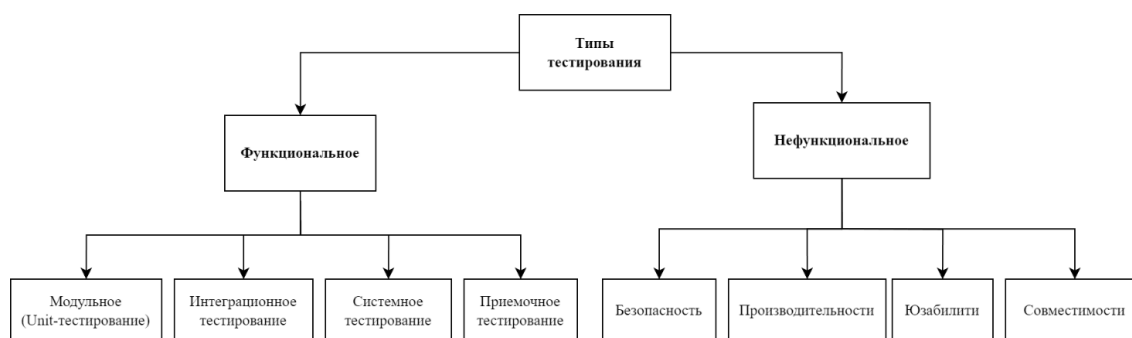 Типы
тестирования
Функциональное
Нефункциональное
Модульное
(Unit-тестирование)
Интеграционное
тестирование
Системное
тестирование
Приемочное
тестирование
Безопасность
Производительности
Юзабилити
Совместимости